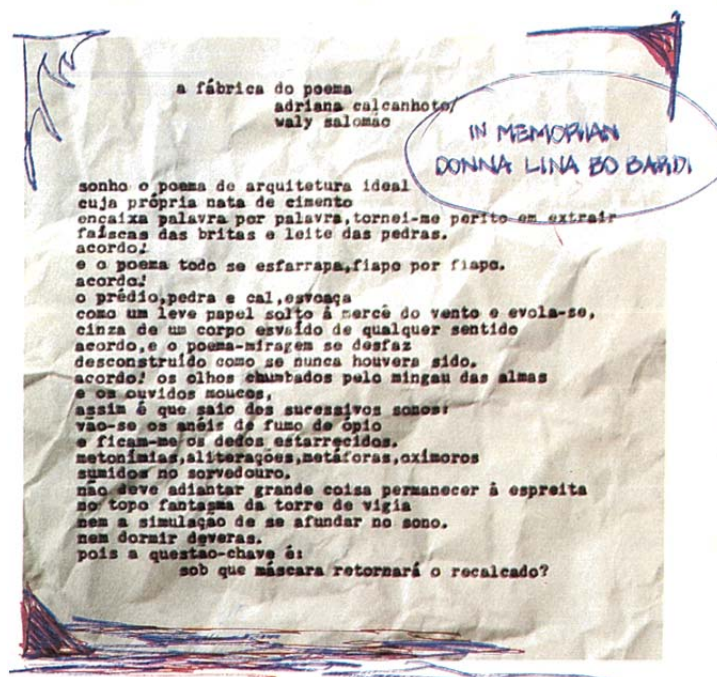 a fábrica do poema
adriana calcanhoto/
waly salomão
IN MEMORIAN
DONNA LINA BO BARDI
sonho o poema de arquitetura ideal
cuja própria nata de cimento
encaixa palavra por palavra,tornei-me perito em extrair
faíscas das britas e leite das pedras.
acordo!
e o poema todo se esfarrapa,fiapo por fiapo.
acordo!
o prédio,pedra e cal,esvoaça
como um leve papel solto à mercê do vento e evola-se,
cinza de um corpo esvaído de qualquer sentido
acordo,e o poema-miragem se desfaz
desconstruído como se nunca houvera sido.
acordo! os olhos chumbados pelo mingau das almas
e os ouvidos moucos,
assim é que saio dos sucessivos sonos:
vão-se os anéis de fumo de ópio
e ficam-me os dedos estarrecidos.
metonímias,aliterações,metáforas,oxímoros
sumidos no sorvedouro.
não deve adiantar grande coisa permanecer à espreita
no topo fantasma da torre de vigia
nem a simulação de se afundar no sono.
nem dormir deveras.
pois a questão-chave é:
sob que máscara retornará o recalcado?